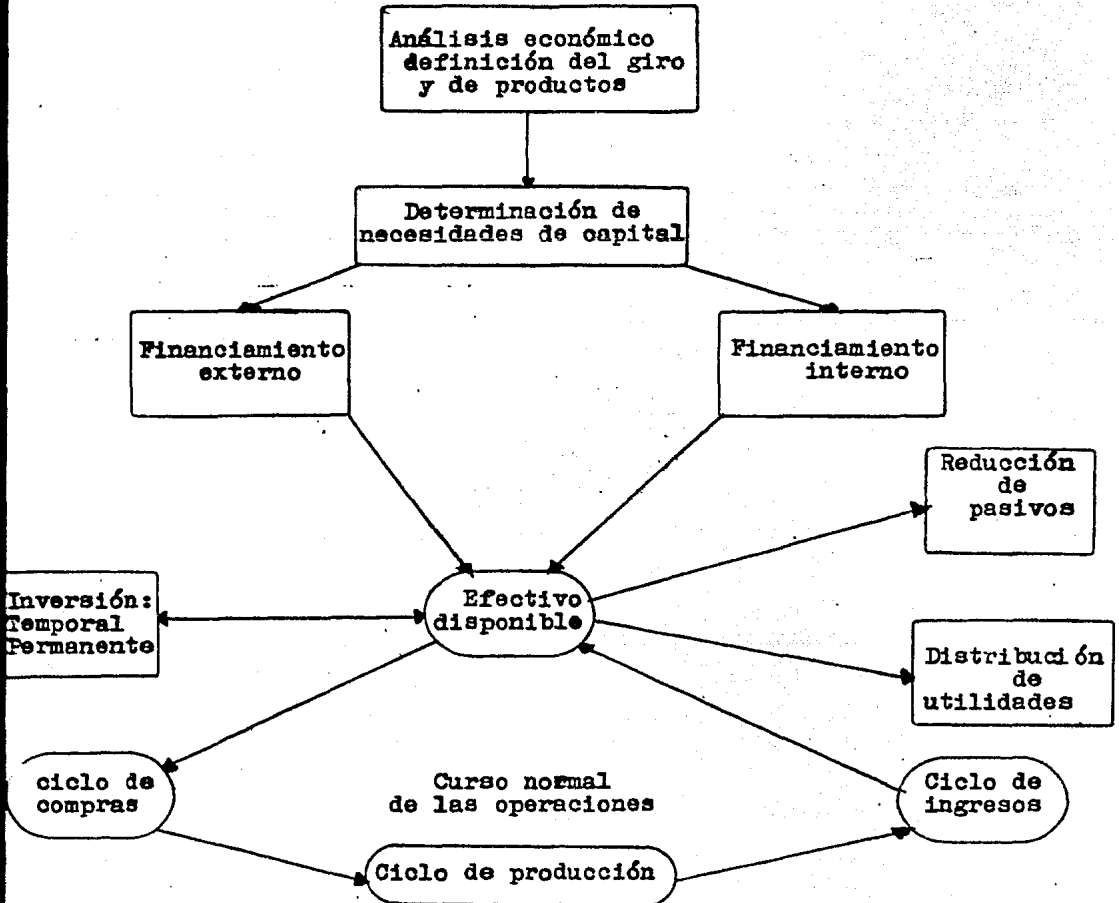 Análisis económico
definición del giro
y de productos
Determinación de
necesidades de capital
Financiamiento
externo
Financiamiento
interno
Reducción
de
pasivos
Inversión:
Temporal
Permanente
Efectivo
disponible
Distribución
de
utilidades
ciclo de
compras
Curso normal
de las operaciones
Ciclo de
ingresos
Ciclo de producción